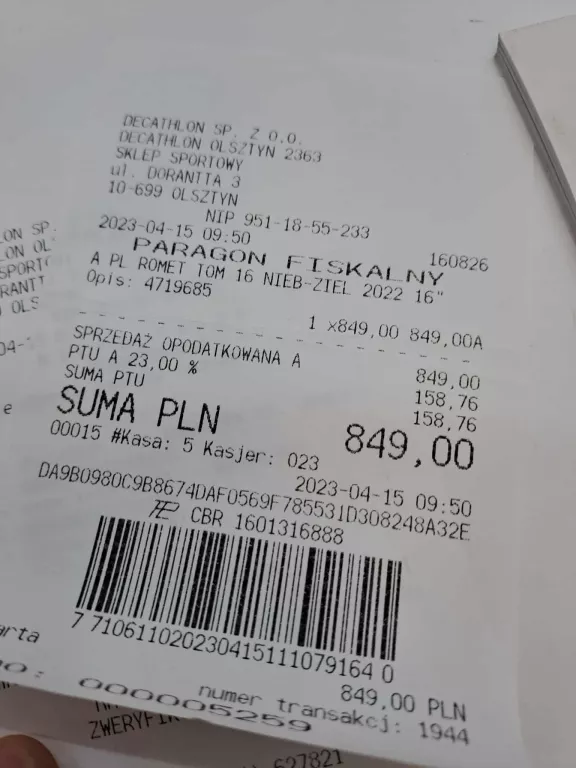 DECATHLON SP. Z O.O.
DECATHLON OLSZTYN 2363
SKLEP SPORTOWY
ul. DORANTTA 3
10-699 OLSZTYN
NIP 951-18-55-233
2023-04-15 09:50 160826
PARAGON FISKALNY
A PL ROMET TOM 16 NIEB-ZIEL 2022 16"
Opis: 4719685
1 x849,00 849,00A
SPRZEDAŻ OPODATKOWANA A 849,00
PTU A 23,00 % 158,76
SUMA PTU 158,76
SUMA PLN 849,00
00015 #Kasa: 5 Kasjer: 023 2023-04-15 09:50
DA9B0980C9B8674DAF0569F785531D308248A32E
CBR 1601316888
7 710611020230415111079164 0
849,00 PLN
numer transakcj: 1944
000005259
627821